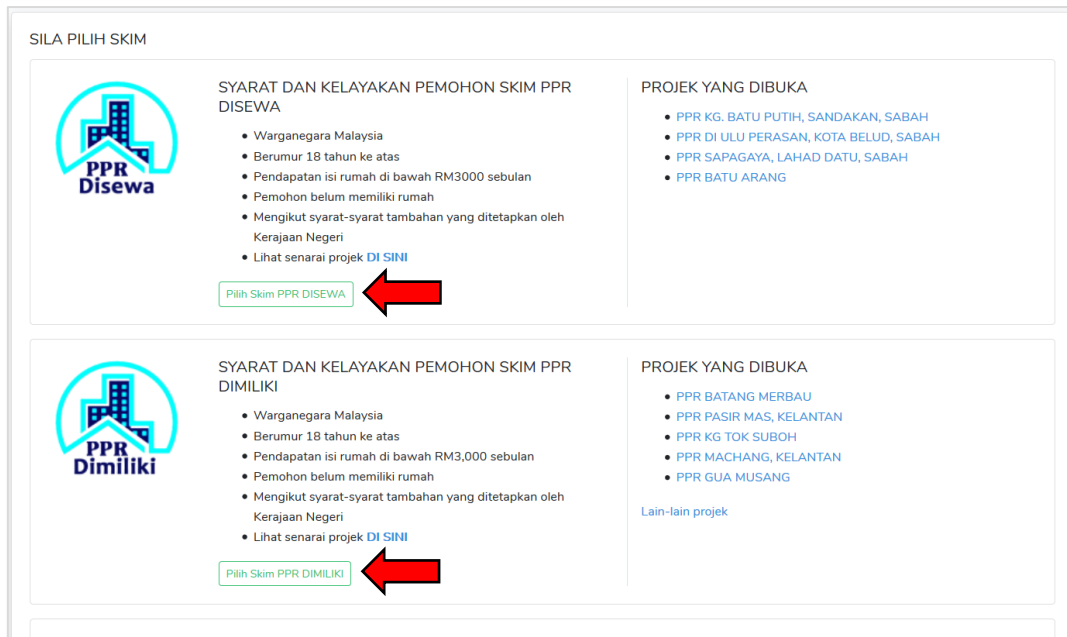 SILA PILIH SKIM
PPR
Disewa
SYARAT DAN KELAYAKAN PEMOHON SKIM PPR
DISEWA
Warganegara Malaysia
Berumur 18 tahun ke atas
Pendapatan isi rumah di bawah RM3000 sebulan
Pemohon belum memiliki rumah
Mengikut syarat-syarat tambahan yang ditetapkan oleh
Kerajaan Negeri
Lihat senarai projek DI SINI
Pilih Skim PPR DISEWA
PROJEK YANG DIBUKA
PPR KG. BATU PUTIH, SANDAKAN, SABAH
PPR DI ULU PERASAN, KOTA BELUD, SABAH
PPR SAPAGAYA, LAHAD DATU, SABAH
PPR BATU ARANG
PPR
Dimiliki
SYARAT DAN KELAYAKAN PEMOHON SKIM PPR
DIMILIKI
Warganegara Malaysia
Berumur 18 tahun ke atas
Pendapatan isi rumah di bawah RM3,000 sebulan
Pemohon belum memiliki rumah
Mengikut syarat-syarat tambahan yang ditetapkan oleh
Kerajaan Negeri
Lihat senarai projek DI SINI
Pilih Skim PPR DIMILIKI
PROJEK YANG DIBUKA
PPR BATANG MERBAU
PPR PASIR MAS, KELANTAN
PPR KG TOK SUBOH
PPR MACHANG, KELANTAN
PPR GUA MUSANG
Lain-lain projek